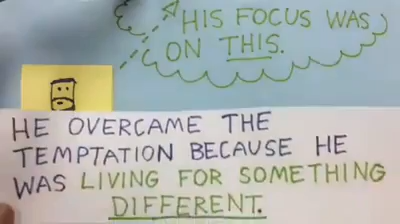 HIS FOCUS WAS
ON THIS.
HE OVERCAME THE
TEMPTATION BECAUSE HE
WAS LIVING FOR SOMETHING
DIFFERENT.